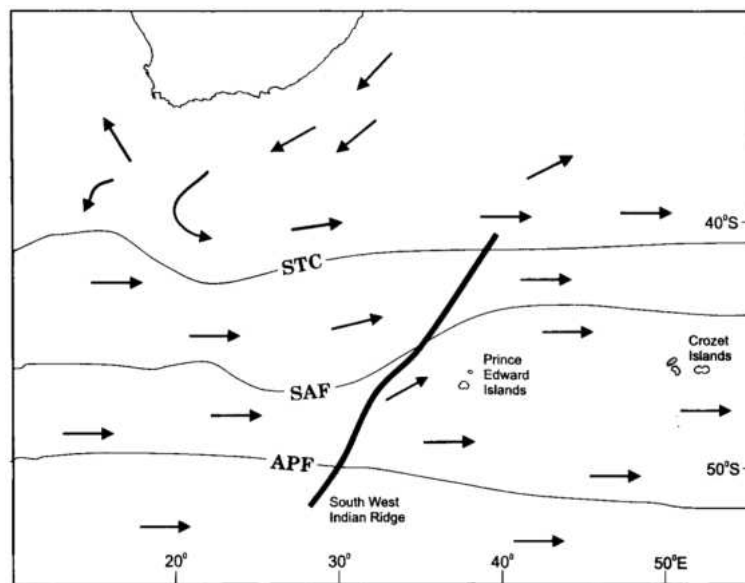 40°S
STC
Prince
Edward
Islands
Crozet
Islands
SAF
APF
50°S
South West
Indian Ridge
20°
30°
40°
50°E